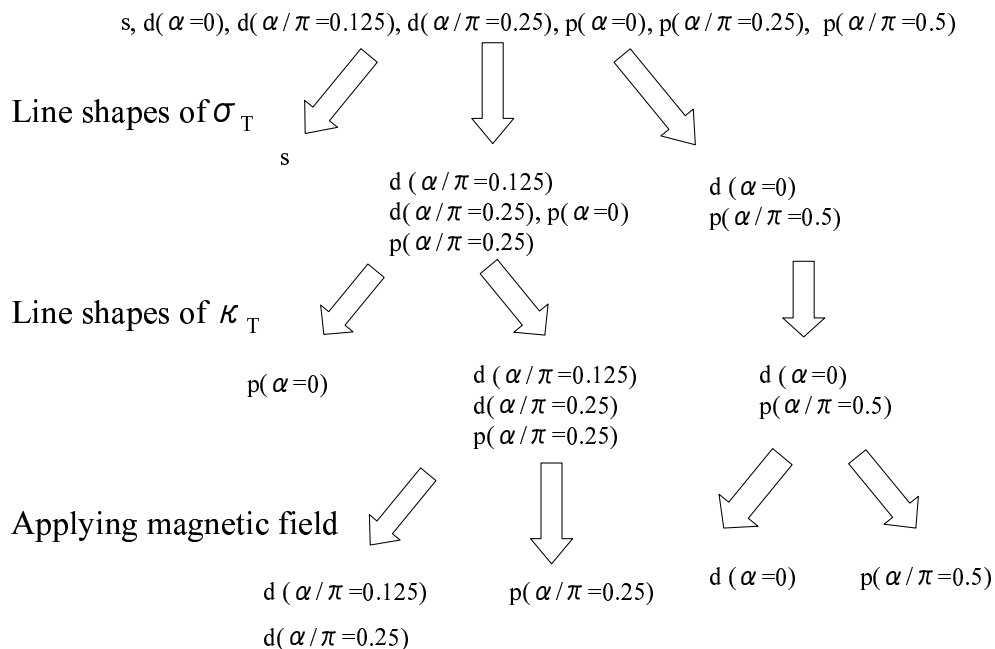 s, d(α=0), d(α/π=0.125), d(α/π=0.25), p(α=0), p(α/π=0.25), p(α/π=0.5)
Line shapes of σ T
s
d (α/π=0.125)
d(α/π=0.25), p(α=0)
p(α/π=0.25)
d (α=0)
p(α/π=0.5)
Line shapes of κ T
p(α=0)
d (α/π=0.125)
d(α/π=0.25)
p(α/π=0.25)
d (α=0)
p(α/π=0.5)
Applying magnetic field
d (α/π=0.125)
d(α/π=0.25)
p(α/π=0.25)
d (α=0)
p(α/π=0.5)